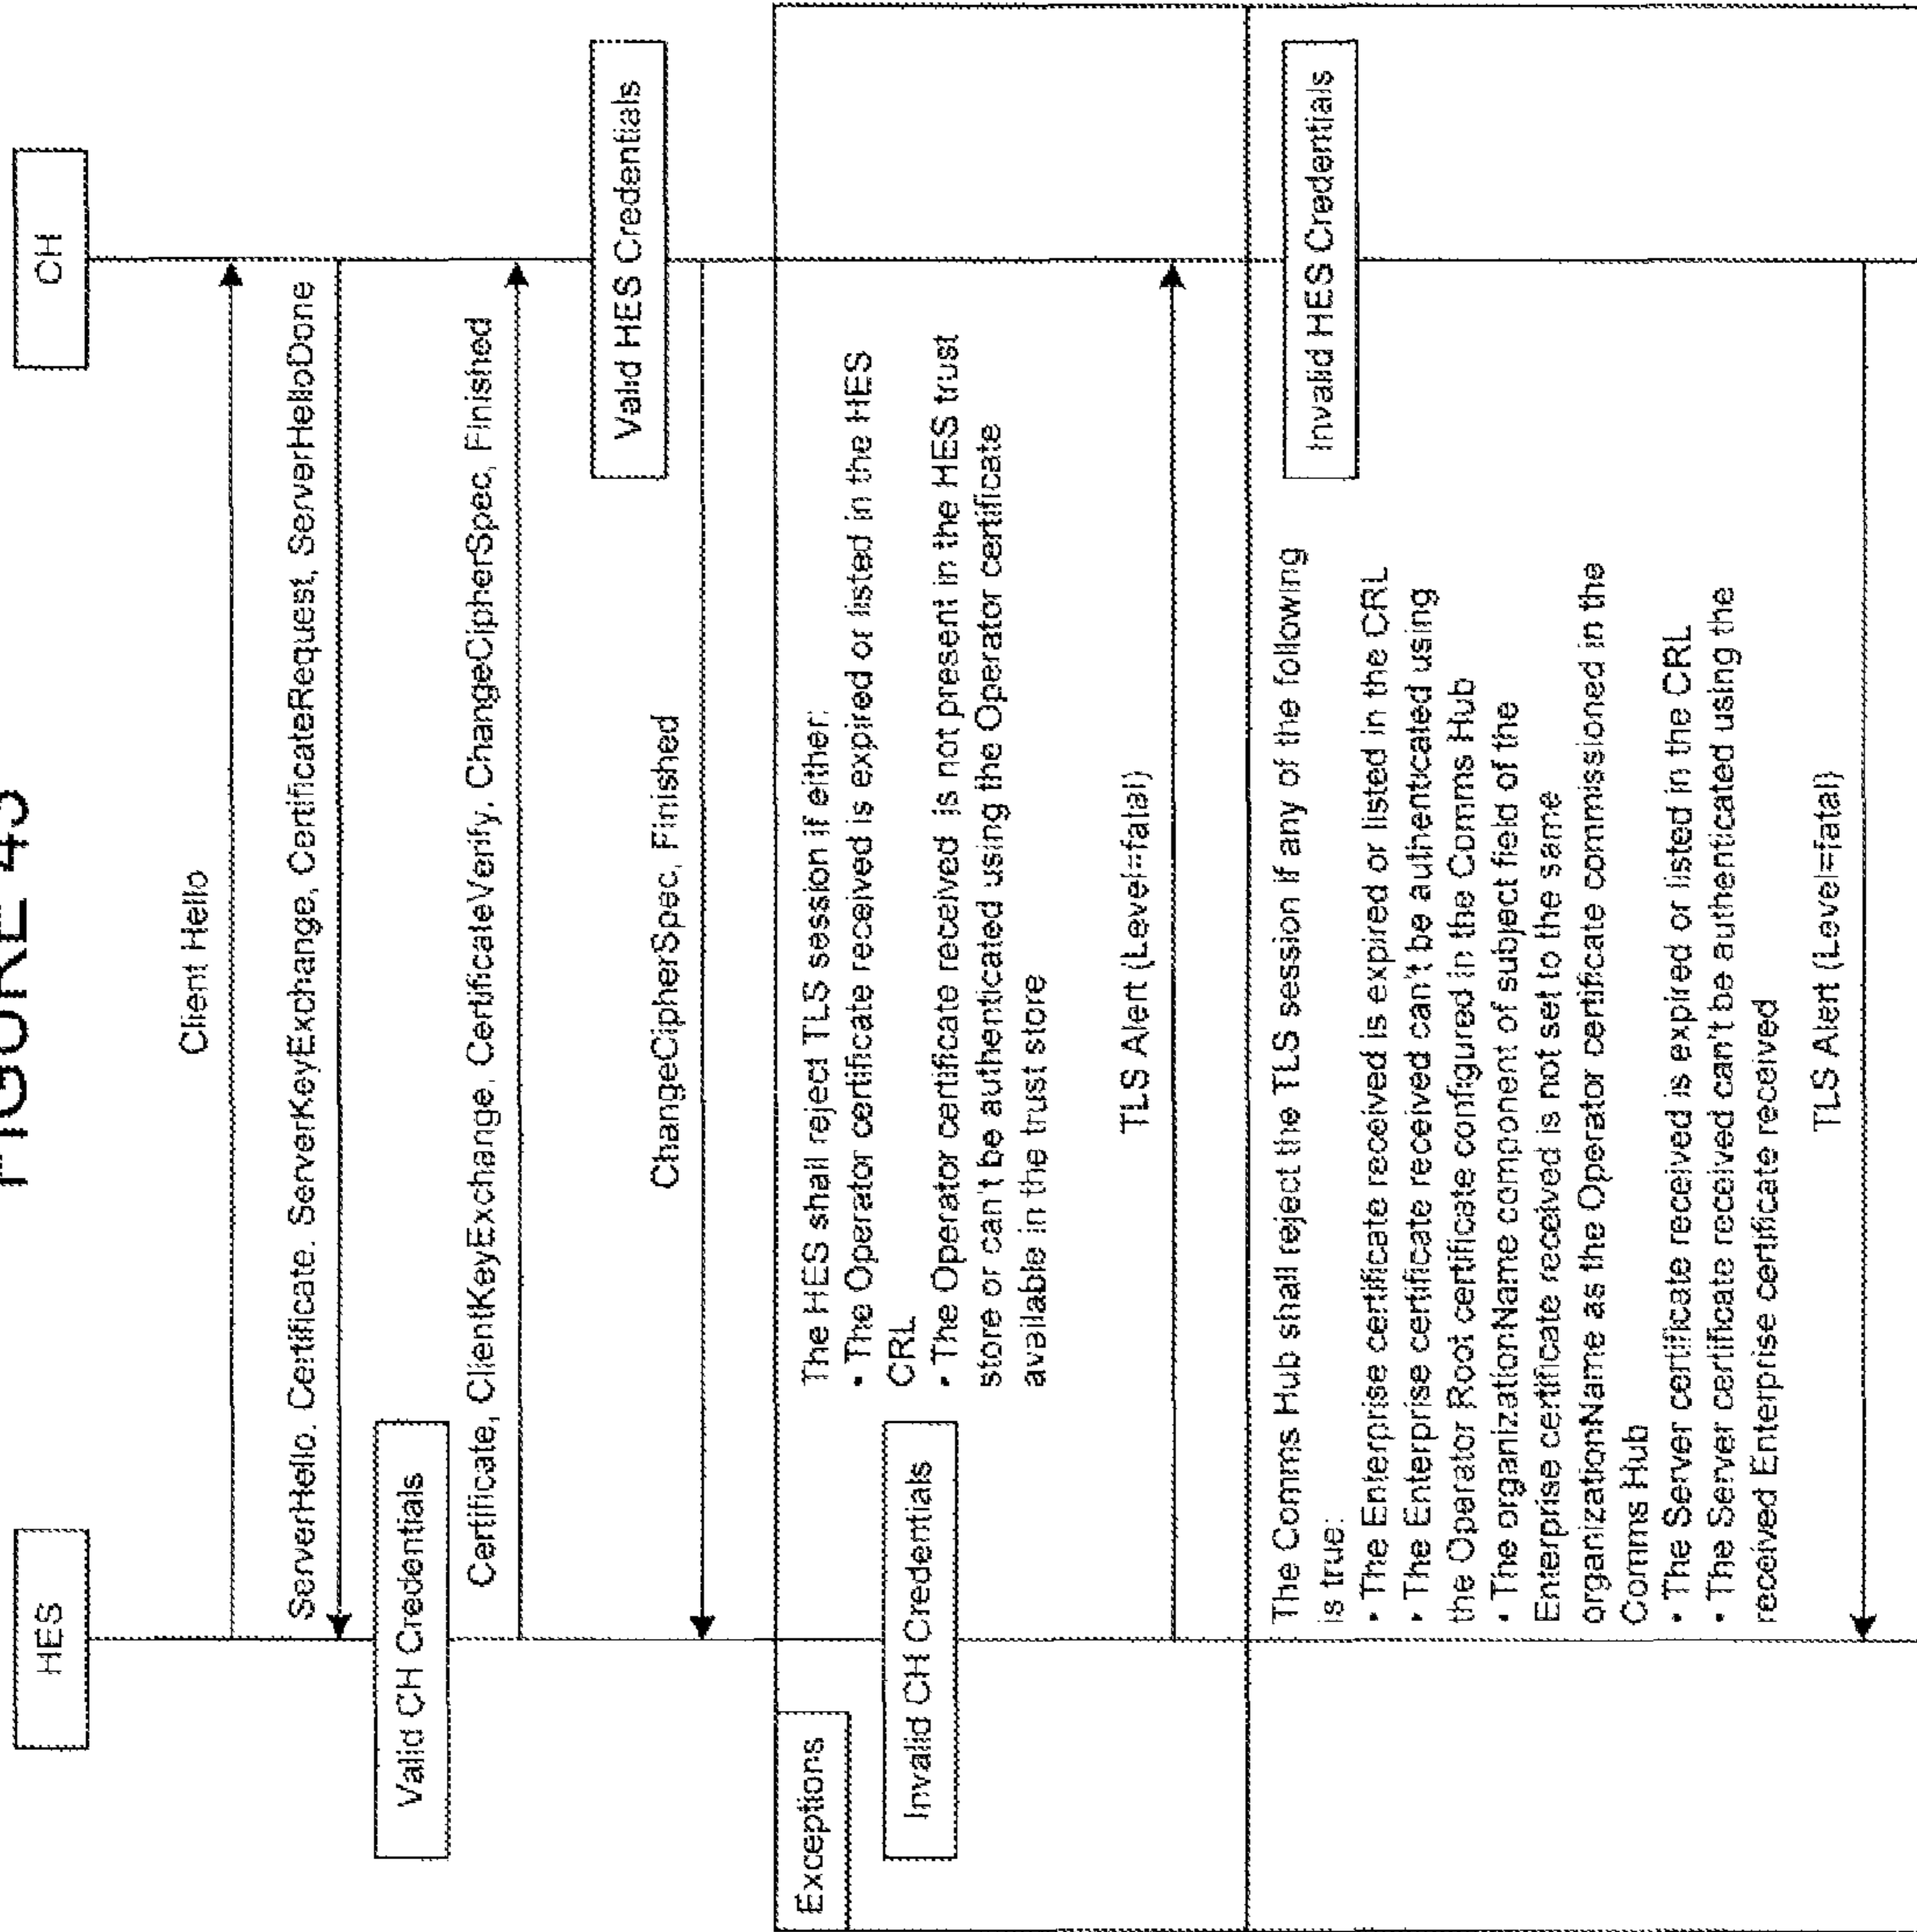 FIGURE 43
HES
CH
Client Hello
ServerHello, Certificate, ServerKeyExchange, CertificateRequest, ServerHelloDone
Valid CH Credentials
Certificate, ClientKeyExchange, CertificateVerify, ChangeCipherSpec, Finished
Valid HES Credentials
ChangeCipherSpec, Finished
Exceptions
The HES shall reject TLS session if either:
• The Operator certificate received is expired or listed in the HES
CRL
• The Operator certificate received is not present in the HES trust
store or can't be authenticated using the Operator certificate
available in the trust store
Invalid CH Credentials
TLS Alert (Level=fatal)
The Comms Hub shall reject the TLS session if any of the following
is true:
• The Enterprise certificate received is expired or listed in the CRL
• The Enterprise certificate received can't be authenticated using
the Operator Root certificate configured in the Comms Hub
• The organizationName component of subject field of the
Enterprise certificate received is not set to the same
organizationName as the Operator certificate commissioned in the
Comms Hub
• The Server certificate received is expired or listed in the CRL
• The Server certificate received can't be authenticated using the
received Enterprise certificate received
Invalid HES Credentials
TLS Alert (Level=fatal)